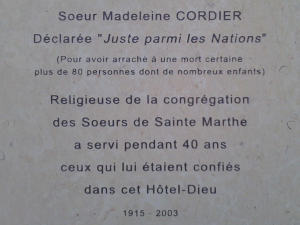 Soeur Madeleine CORDIER
Déclarée "Juste parmi les Nations"
(Pour avoir arraché à une mort certaine
plus de 80 personnes dont de nombreux enfants)
Religieuse de la congrégation
des Soeurs de Sainte Marthe
a servi pendant 40 ans
ceux qui lui étaient confiés
dans cet Hôtel-Dieu
1915 - 2003